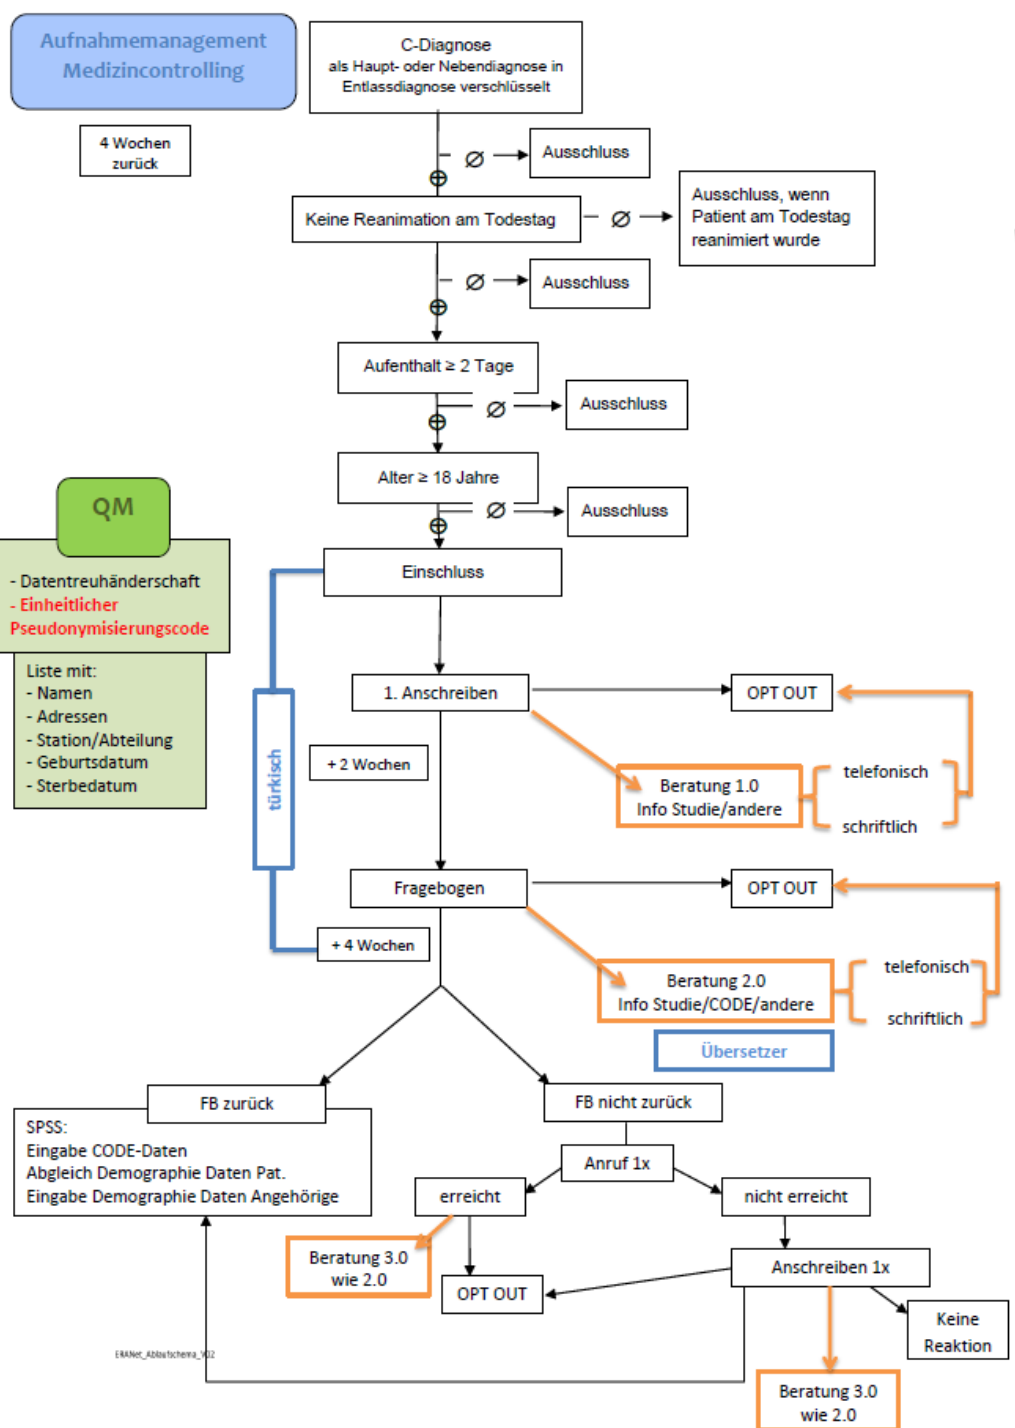 Aufnahmemanagement
Medizincontrolling
C-Diagnose
als Haupt- oder Nebendiagnose in
Entlassdiagnose verschlüsselt
4 Wochen
zurück
Ausschluss
Keine Reanimation am Todestag
Ausschluss, wenn
Patient am Todestag
reanimiert wurde
Ausschluss
Aufenthalt ≥ 2 Tage
Ausschluss
Alter ≥ 18 Jahre
Ausschluss
QM
- Datentreuhänderschaft
- Einheitlicher
Pseudonymisierungscode
Liste mit:
- Namen
- Adressen
- Station/Abteilung
- Geburtsdatum
- Sterbedatum
Einschluss
türkisch
1. Anschreiben
OPT OUT
+ 2 Wochen
Beratung 1.0
Info Studie/andere
telefonisch
schriftlich
Fragebogen
OPT OUT
+ 4 Wochen
Beratung 2.0
Info Studie/CODE/andere
telefonisch
schriftlich
Übersetzer
FB zurück
SPSS:
Eingabe CODE-Daten
Abgleich Demographie Daten Pat.
Eingabe Demographie Daten Angehörige
FB nicht zurück
Anruf 1x
erreicht
nicht erreicht
Beratung 3.0
wie 2.0
OPT OUT
Anschreiben 1x
Keine
Reaktion
Beratung 3.0
wie 2.0
ERANet_Ablaufschema_V02